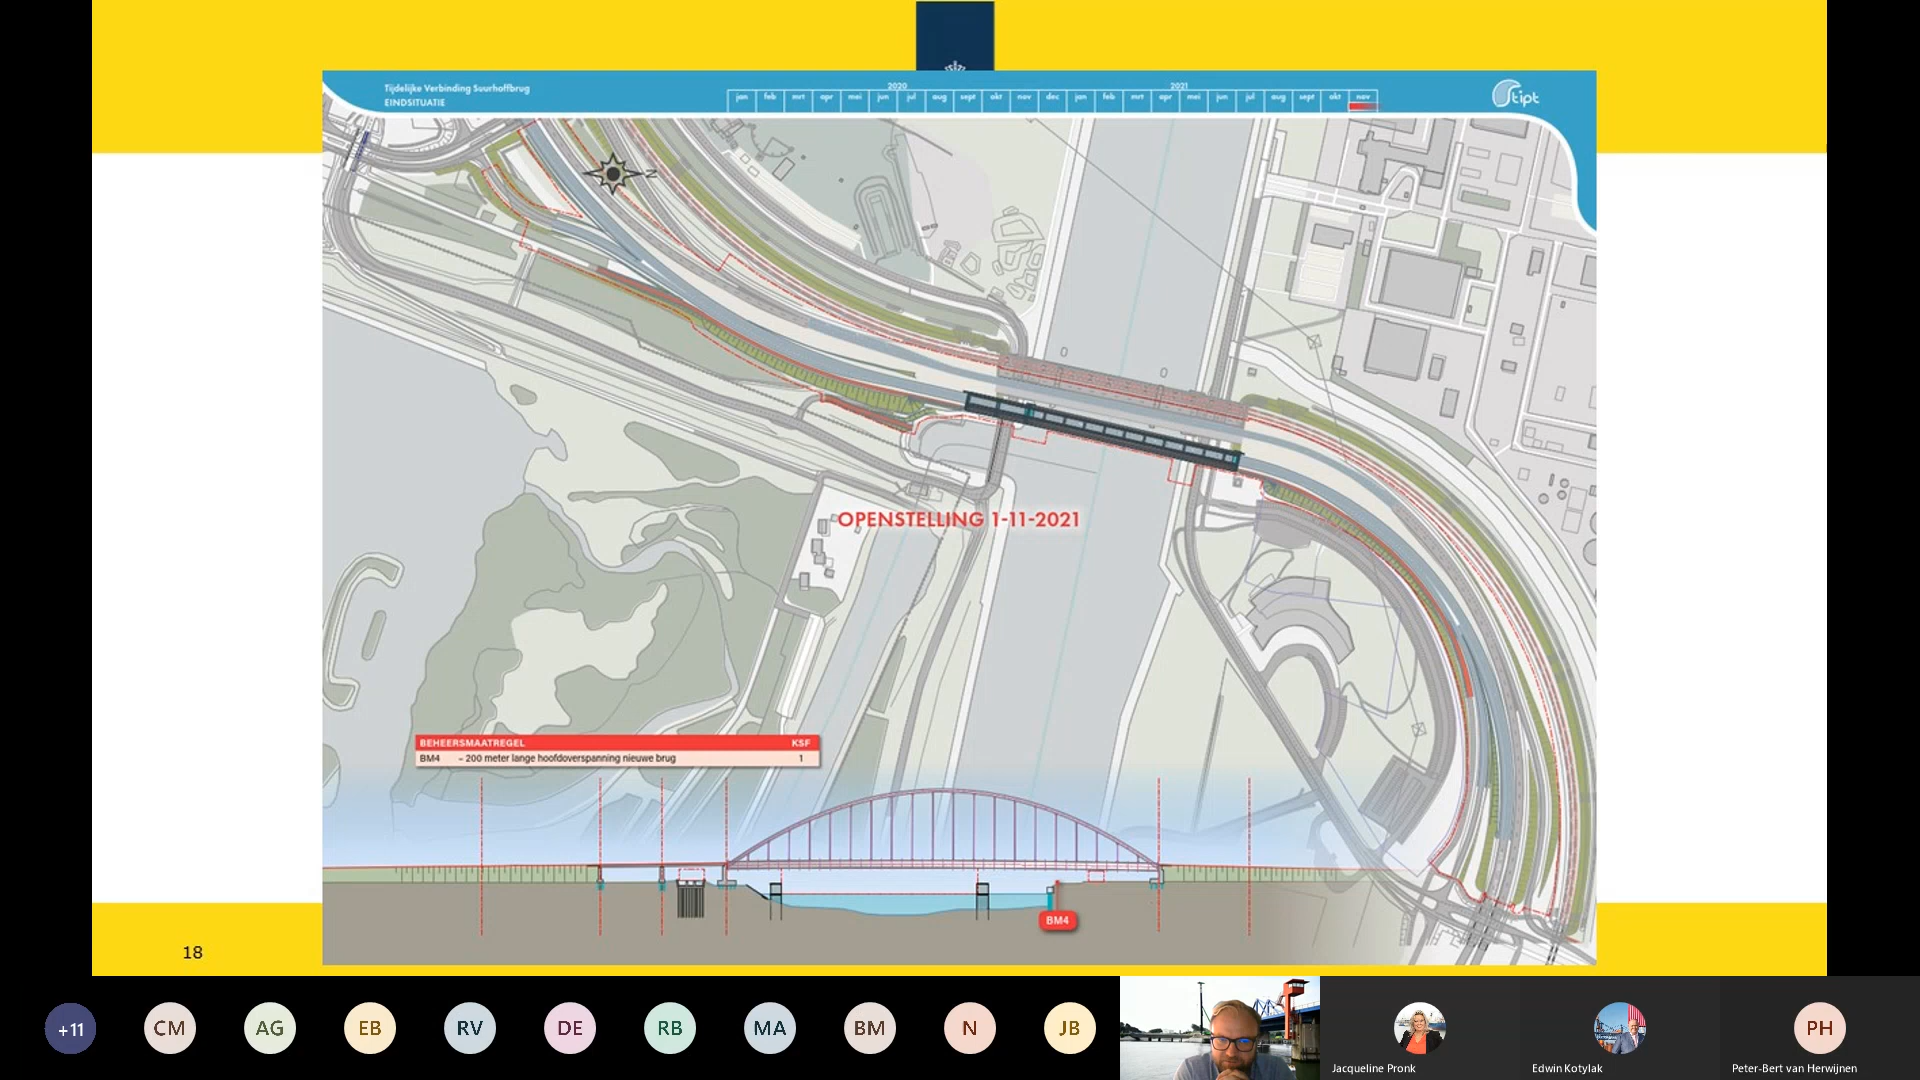 Tijdelijke Verbinding Suurhoffbrug
EINDSITUATIE
2020
2021
jan feb mrt apr mei jun jul aug sept okt nov dec jan feb mrt apr mei jun jul aug sept okt nov
Stipt
N
OPENSTELLING 1-11-2021
BEHEERSMAATREGEL KSF
BM4 - 200 meter lange hoofdoverspanning nieuwe brug 1
BM4
18
+11
CM
AG
EB
RV
DE
RB
MA
BM
N
JB
PH
Jacqueline Pronk
Edwin Kotylak
Peter-Bert van Herwijnen